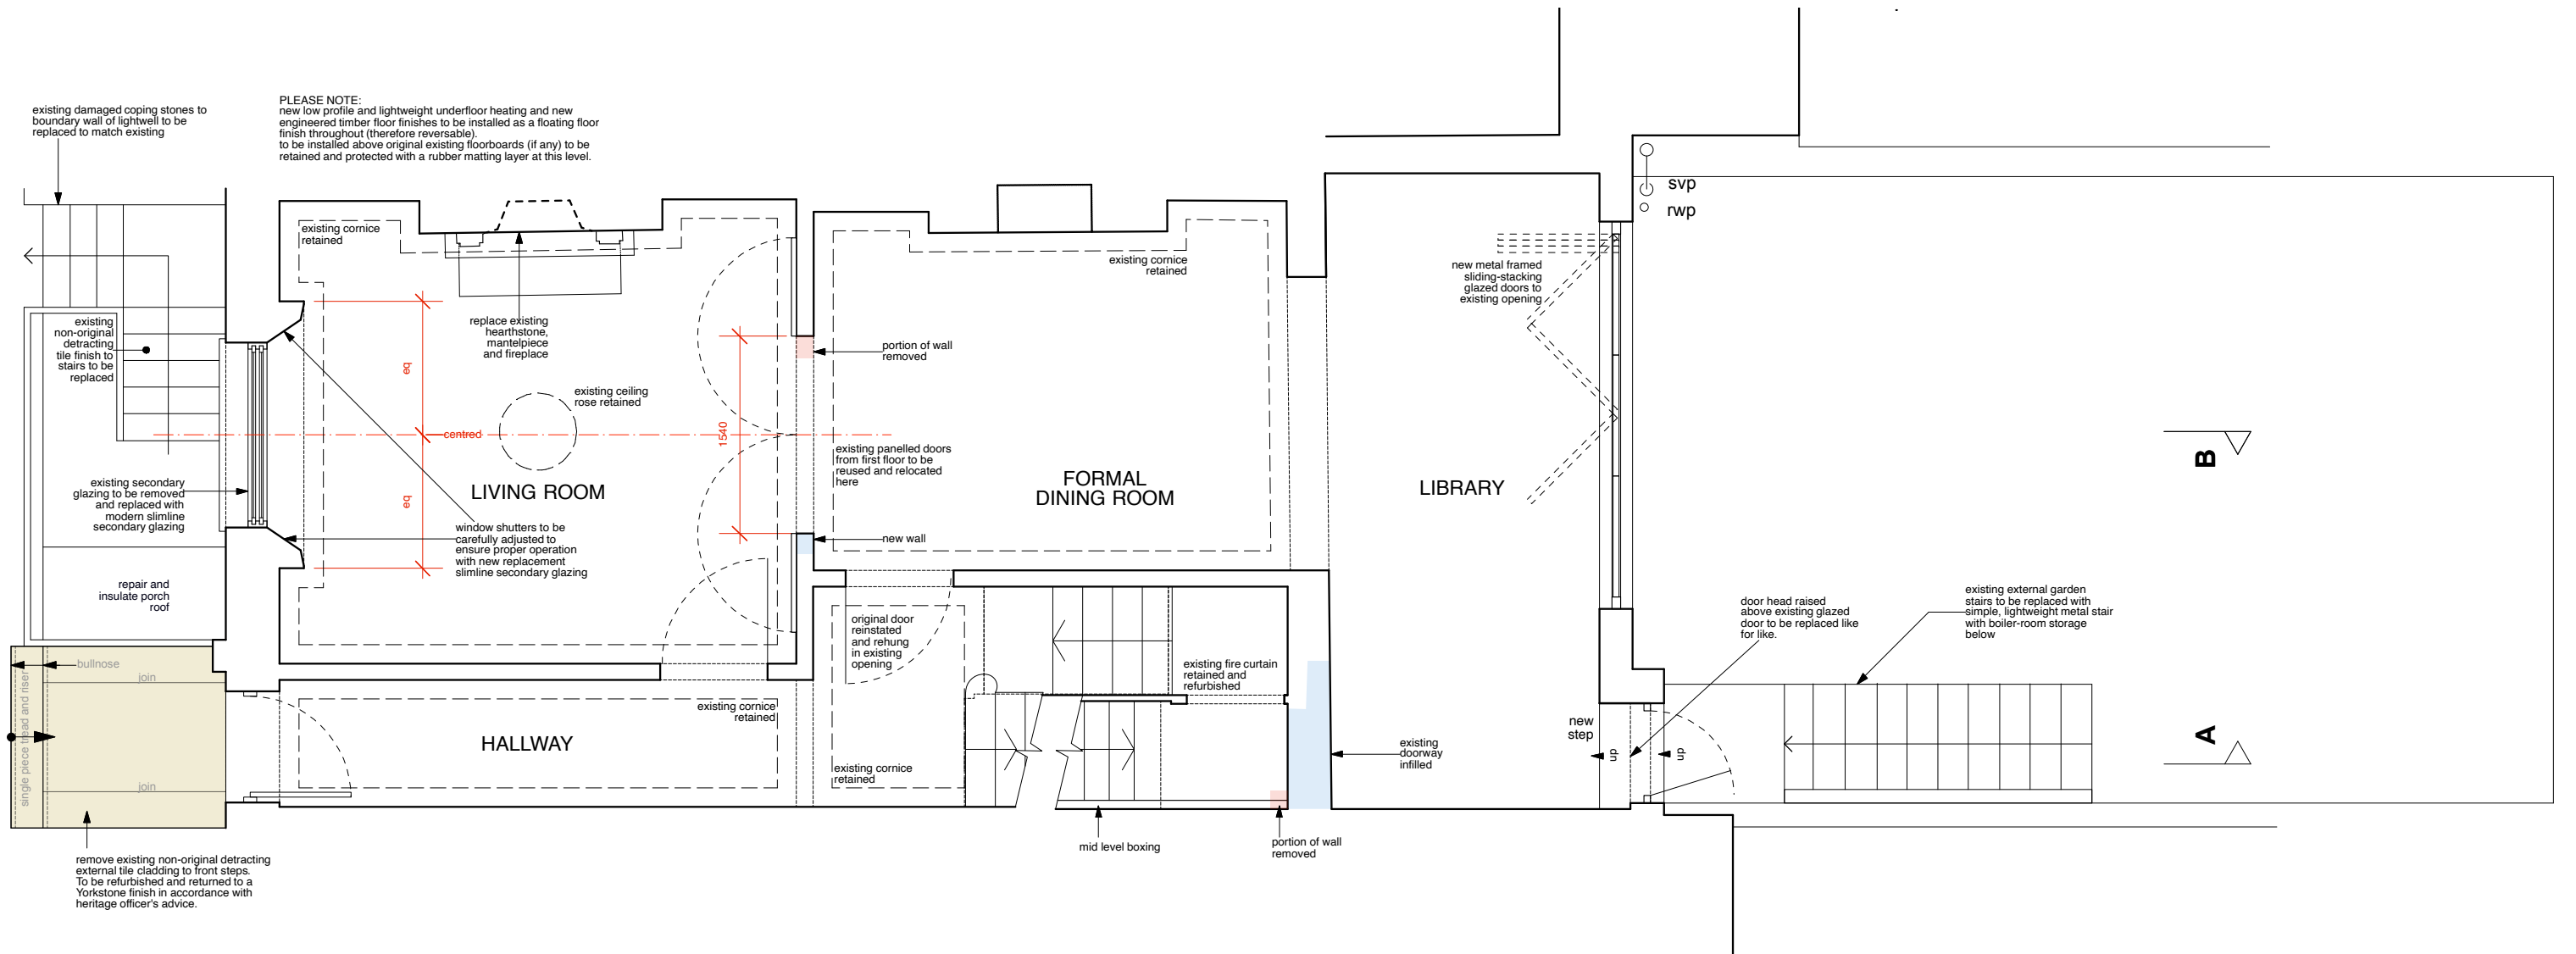 existing damaged coping stones to
boundary wall of lightwell to be
replaced to match existing
PLEASE NOTE:
new low profile and lightweight underfloor heating and new
engineered timber floor finishes to be installed as a floating floor
finish throughout (therefore reversable).
to be installed above original existing floorboards (if any) to be
retained and protected with a rubber matting layer at this level.
svp
rwp
existing cornice
retained
existing cornice
retained
new metal framed
sliding-stacking
glazed doors to
existing opening
existing
non-original
detracting
tile finish to
stairs to be
replaced
replace existing
hearthstone,
mantelpiece
and fireplace
portion of wall
removed
eq
existing ceiling
rose retained
centred
1540
existing panelled doors
from first floor to be
reused and relocated
here
existing secondary
glazing to be removed
and replaced with
modern slimline
secondary glazing
eq
LIVING ROOM
FORMAL
DINING ROOM
LIBRARY
B
window shutters to be
carefully adjusted to
ensure proper operation
with new replacement
slimline secondary glazing
new wall
repair and
insulate porch
roof
original door
reinstated
and rehung
in existing
opening
existing fire curtain
retained and
refurbished
door head raised
above existing glazed
door to be replaced like
for like.
existing external garden
stairs to be replaced with
simple, lightweight metal stair
with boiler-room storage
below
bullnose
join
single piece tread and riser
join
existing cornice
retained
HALLWAY
existing cornice
retained
existing
doorway
infilled
new
step
dn
dn
A
mid level boxing
portion of wall
removed
remove existing non-original detracting
external tile cladding to front steps.
To be refurbished and returned to a
Yorkstone finish in accordance with
heritage officer's advice.